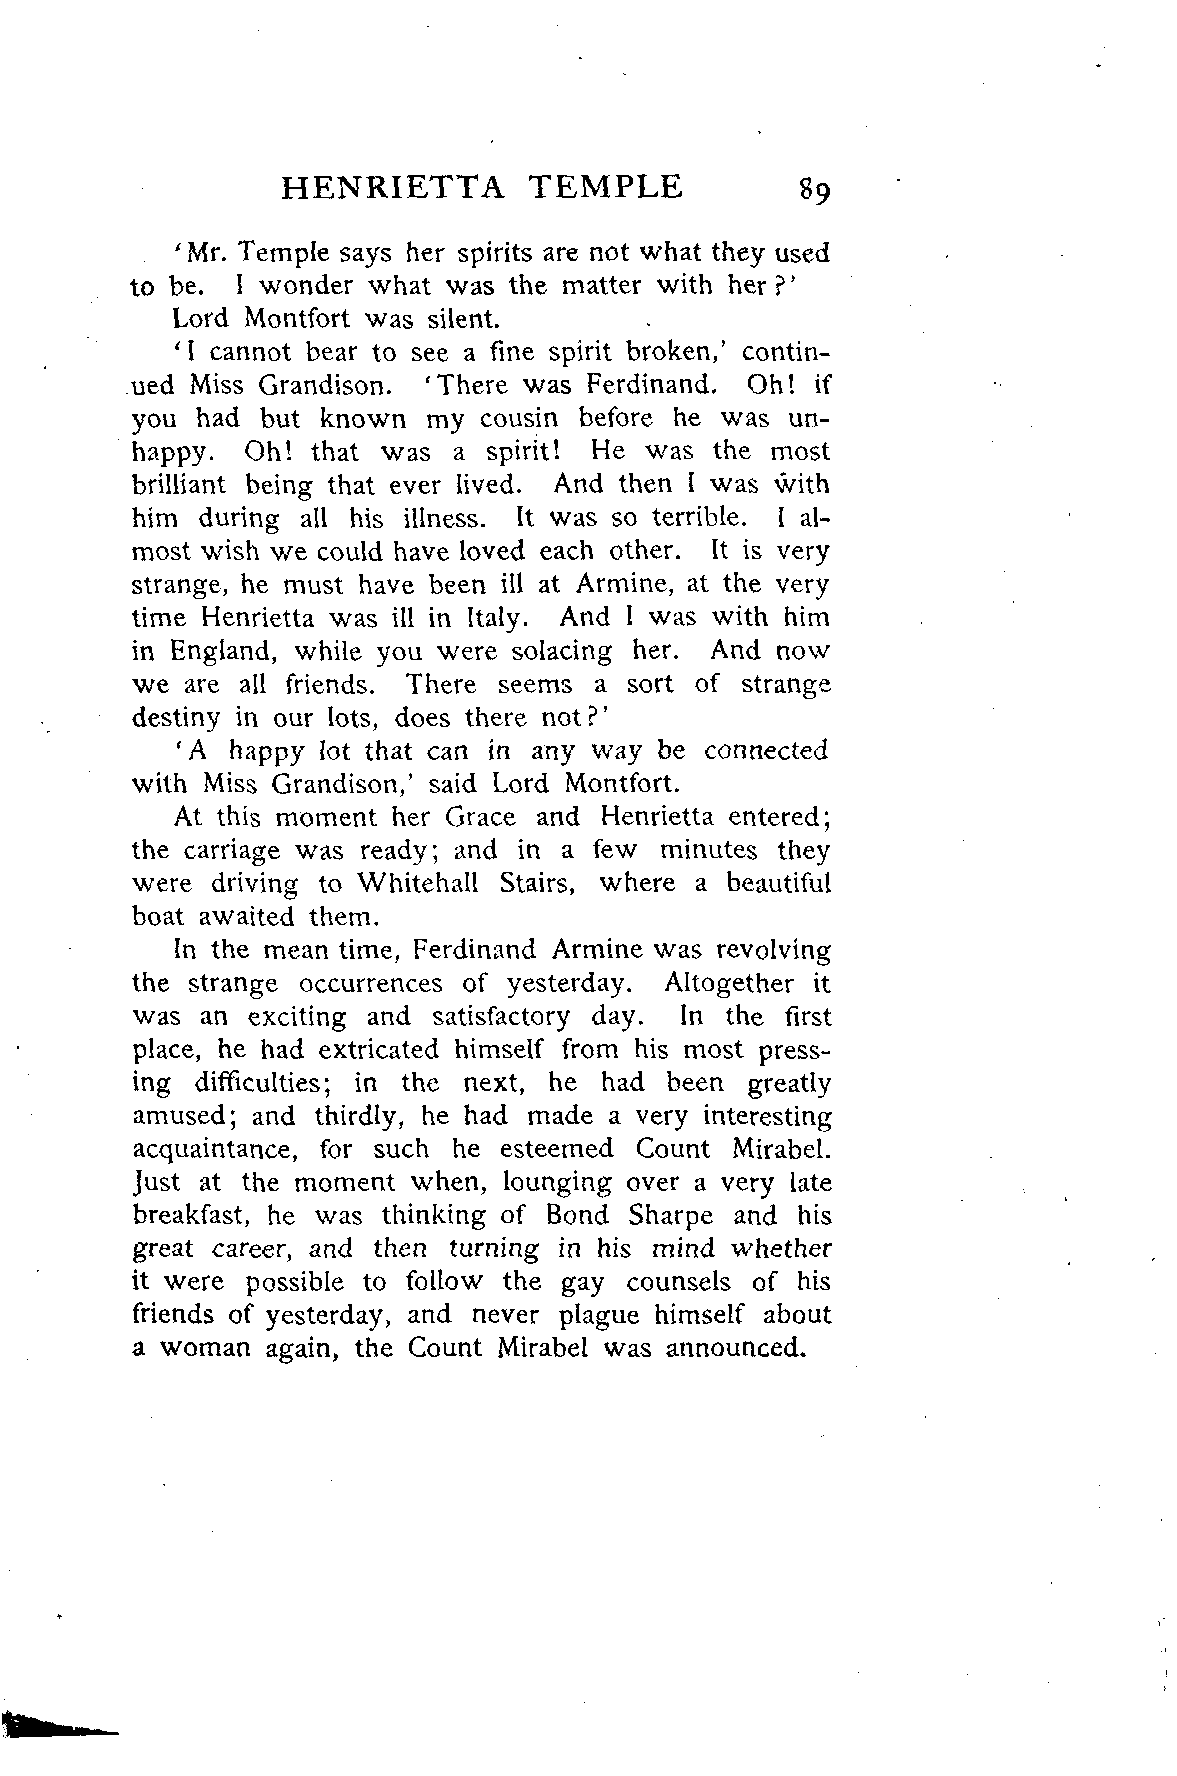 HENRIETTA TEMPLE 89
‘Mr. Temple says her spirits are not what they used
to be. I wonder what was the matter with her?’
Lord Montfort was silent.
‘I cannot bear to see a fine spirit broken,’ contin-
ued Miss Grandison. ‘There was Ferdinand. Oh! if
you had but known my cousin before he was un-
happy. Oh! that was a spirit! He was the most
brilliant being that ever lived. And then I was with
him during all his illness. It was so terrible. I al-
most wish we could have loved each other. It is very
strange, he must have been ill at Armine, at the very
time Henrietta was ill in Italy. And I was with him
in England, while you were solacing her. And now
we are all friends. There seems a sort of strange
destiny in our lots, does there not?’
‘A happy lot that can in any way be connected
with Miss Grandison,’ said Lord Montfort.
At this moment her Grace and Henrietta entered;
the carriage was ready; and in a few minutes they
were driving to Whitehall Stairs, where a beautiful
boat awaited them.
In the mean time, Ferdinand Armine was revolving
the strange occurrences of yesterday. Altogether it
was an exciting and satisfactory day. In the first
place, he had extricated himself from his most press-
ing difficulties; in the next, he had been greatly
amused; and thirdly, he had made a very interesting
acquaintance, for such he esteemed Count Mirabel.
Just at the moment when, lounging over a very late
breakfast, he was thinking of Bond Sharpe and his
great career, and then turning in his mind whether
it were possible to follow the gay counsels of his
friends of yesterday, and never plague himself about
a woman again, the Count Mirabel was announced.